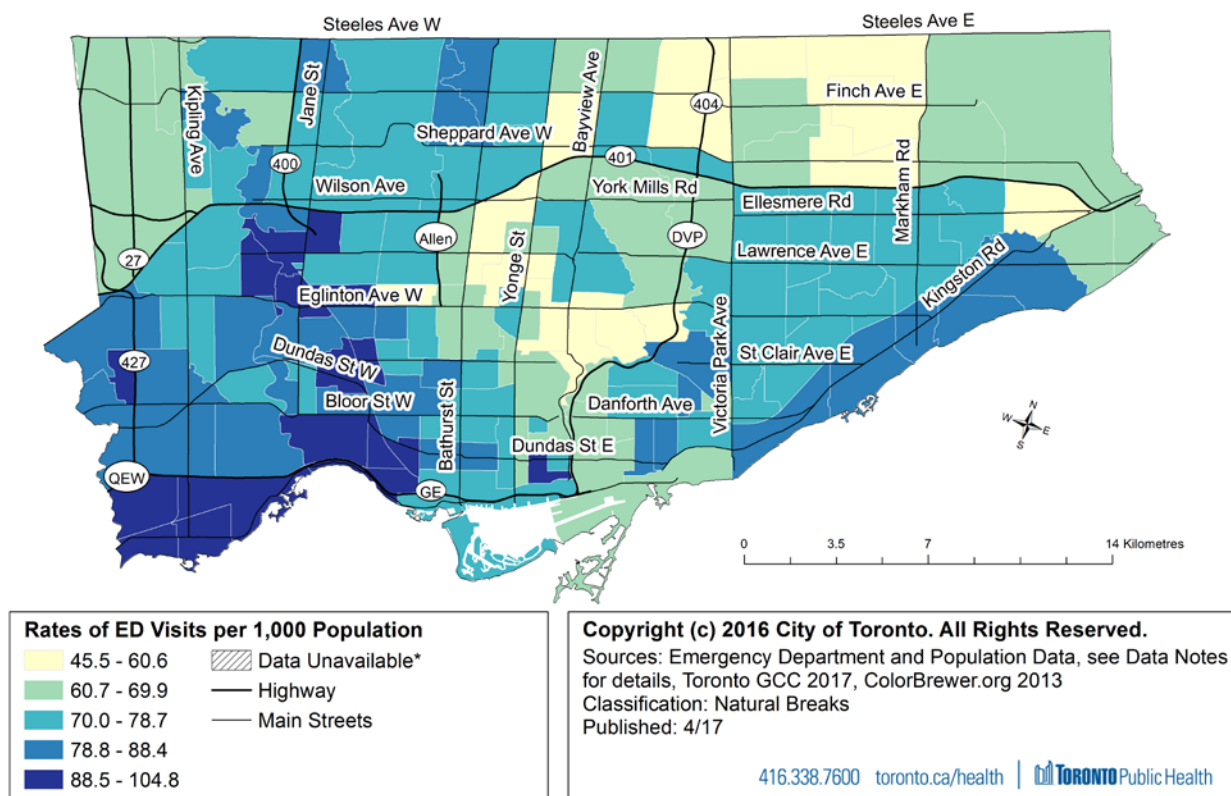 Steeles Ave W
Steeles Ave E
Kipling Ave
Jane St
Bayview Ave
404
Finch Ave E
Sheppard Ave W
400
401
Markham Rd
Wilson Ave
York Mills Rd
Ellesmere Rd
Allen
DVP
Lawrence Ave E
27
Yonge St
Kingston Rd
Eglinton Ave W
Victoria Park Ave
427
Dundas St W
St Clair Ave E
Bloor St W
Bathurst St
Danforth Ave
Dundas St E
N
W
E
S
QEW
GE
0 3.5 7 14 Kilometres
Rates of ED Visits per 1,000 Population
45.5 - 60.6
60.7 - 69.9
70.0 - 78.7
78.8 - 88.4
88.5 - 104.8
Data Unavailable*
Highway
Main Streets
Copyright (c) 2016 City of Toronto. All Rights Reserved.
Sources: Emergency Department and Population Data, see Data Notes
for details, Toronto GCC 2017, ColorBrewer.org 2013
Classification: Natural Breaks
Published: 4/17
416.338.7600 toronto.ca/health TORONTO Public Health